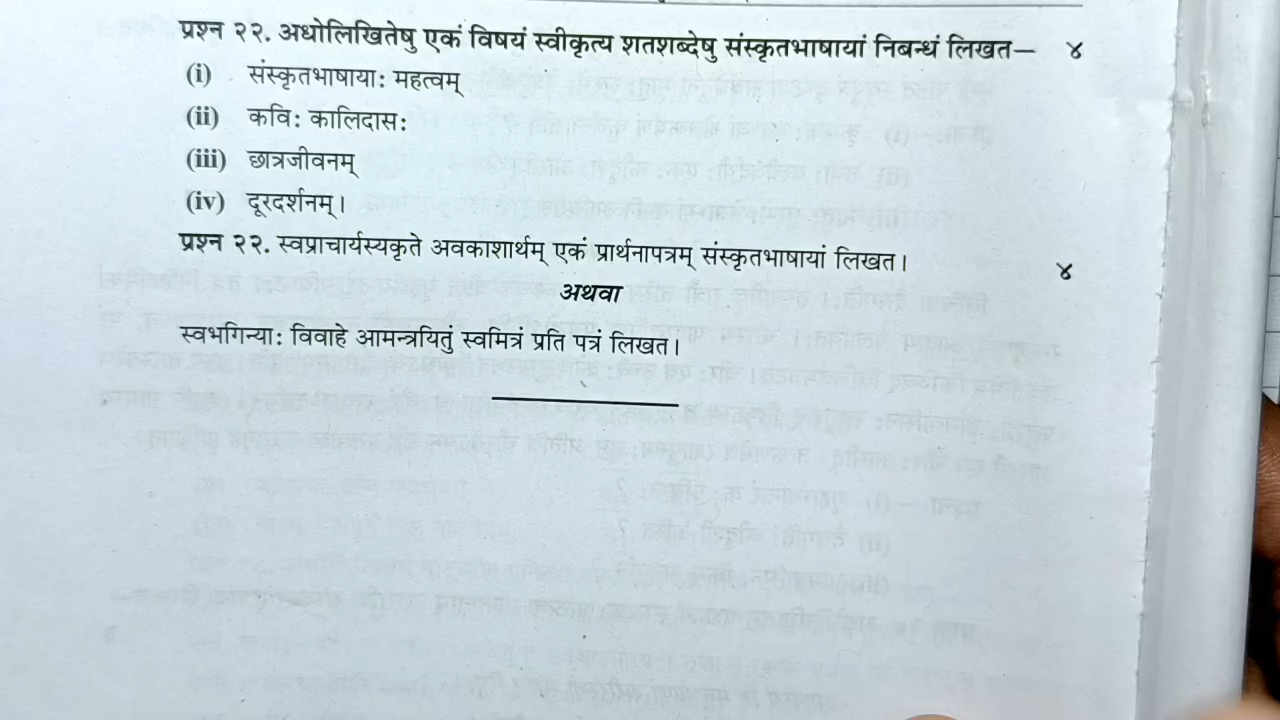 प्रश्न २२. अधोलिखितेषु एकं विषयं स्वीकृत्य शतशब्देषु संस्कृतभाषायां निबन्धं लिखत— ४
(i) संस्कृतभाषाया: महत्वम्
(ii) कवि: कालिदास:
(iii) छात्रजीवनम्
(iv) दूरदर्शनम्।
प्रश्न २२. स्वप्राचार्यस्यकृते अवकाशार्थम् एकं प्रार्थनापत्रम् संस्कृतभाषायां लिखत। ४
अथवा
स्वभगिन्या: विवाहे आमन्त्रयितुं स्वमित्रं प्रति पत्रं लिखत।